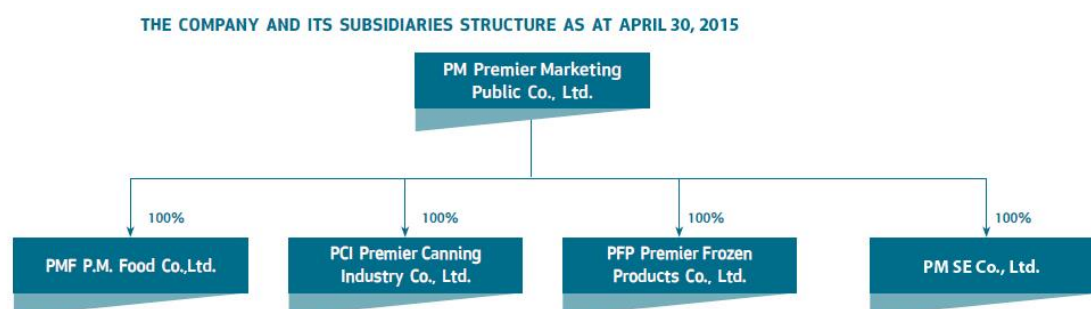 THE COMPANY AND ITS SUBSIDIARIES STRUCTURE AS AT APRIL 30, 2015
PM Premier Marketing
Public Co., Ltd.
100%
100%
100%
100%
PMF P.M. Food Co.,Ltd.
PCI Premier Canning
Industry Co., Ltd.
PFP Premier Frozen
Products Co., Ltd.
PM SE Co., Ltd.